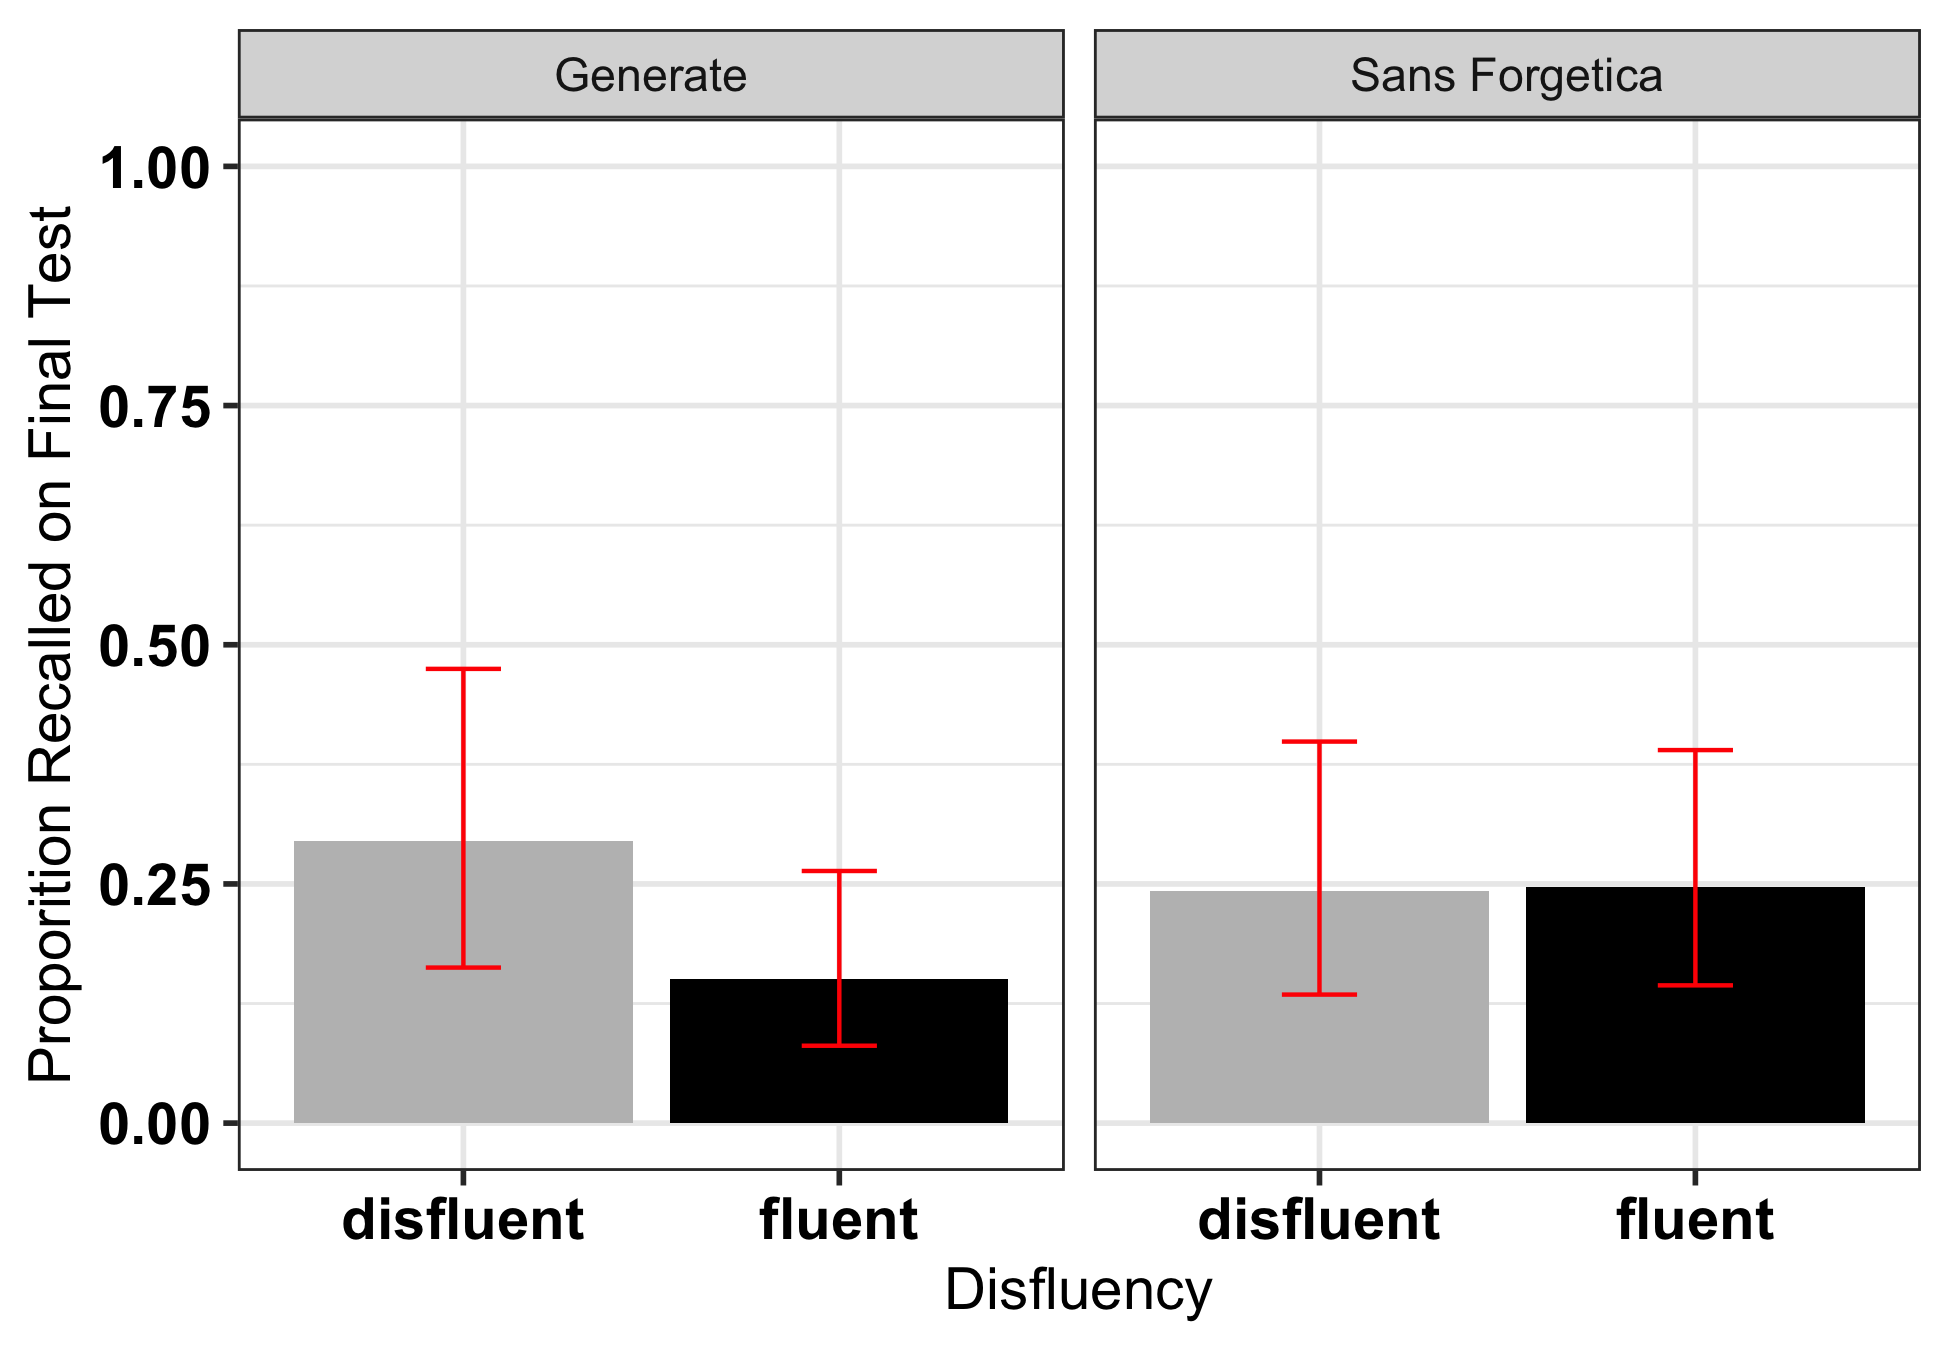 Generate
Sans Forgetica
Proporition Recalled on Final Test
1.00
0.75
0.50
0.25
0.00
disfluent
fluent
disfluent
fluent
Disfluency